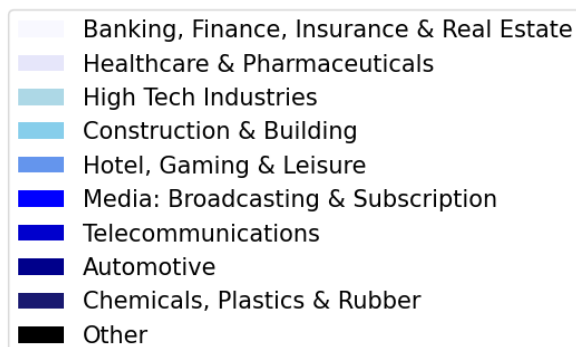 Banking, Finance, Insurance & Real Estate
Healthcare & Pharmaceuticals
High Tech Industries
Construction & Building
Hotel, Gaming & Leisure
Media: Broadcasting & Subscription
Telecommunications
Automotive
Chemicals, Plastics & Rubber
Other